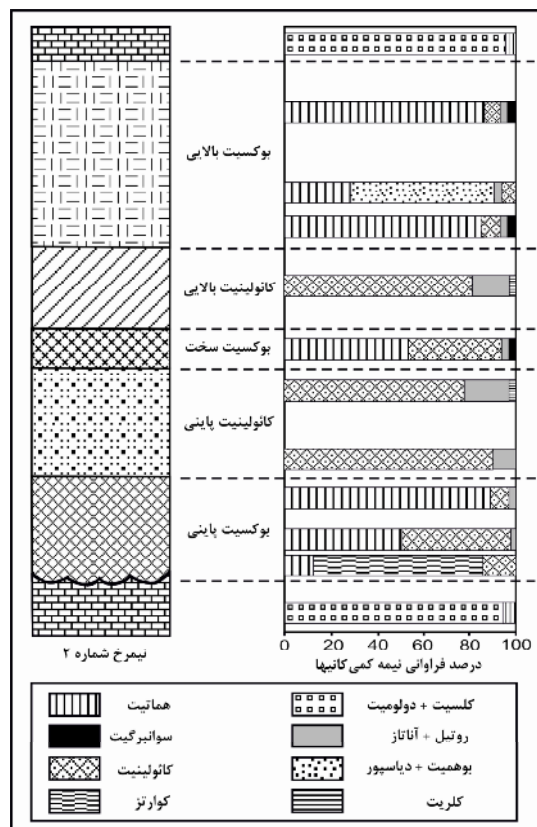 بوکسیت بالایی
کائولینیت بالایی
بوکسیت سخت
کائولینیت پاینی
بوکسیت پاینی
0 20 40 60 80 100
درصد فراوانی نیمه کمی کانیها
نیمرخ شماره ۲
هماتیت
کلسیت + دولومیت
سوانبرگیت
روتیل + آناتاز
کائولینیت
بوهمیت + دیاسپور
کوارتز
کلریت